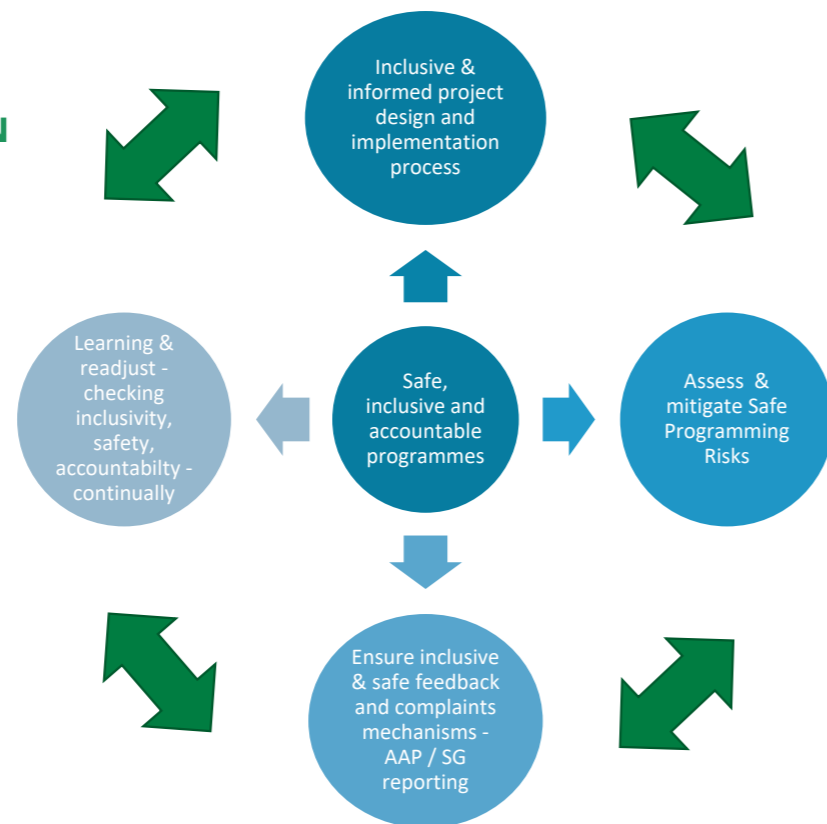 N
Inclusive &
informed project
design and
implementation
process
Learning &
readjust -
checking
inclusivity,
safety,
accountabilty -
continually
Safe,
inclusive and
accountable
programmes
Assess & 
mitigate Safe
Programming
Risks
Ensure inclusive
& safe feedback
and complaints
mechanisms -
AAP / SG
reporting